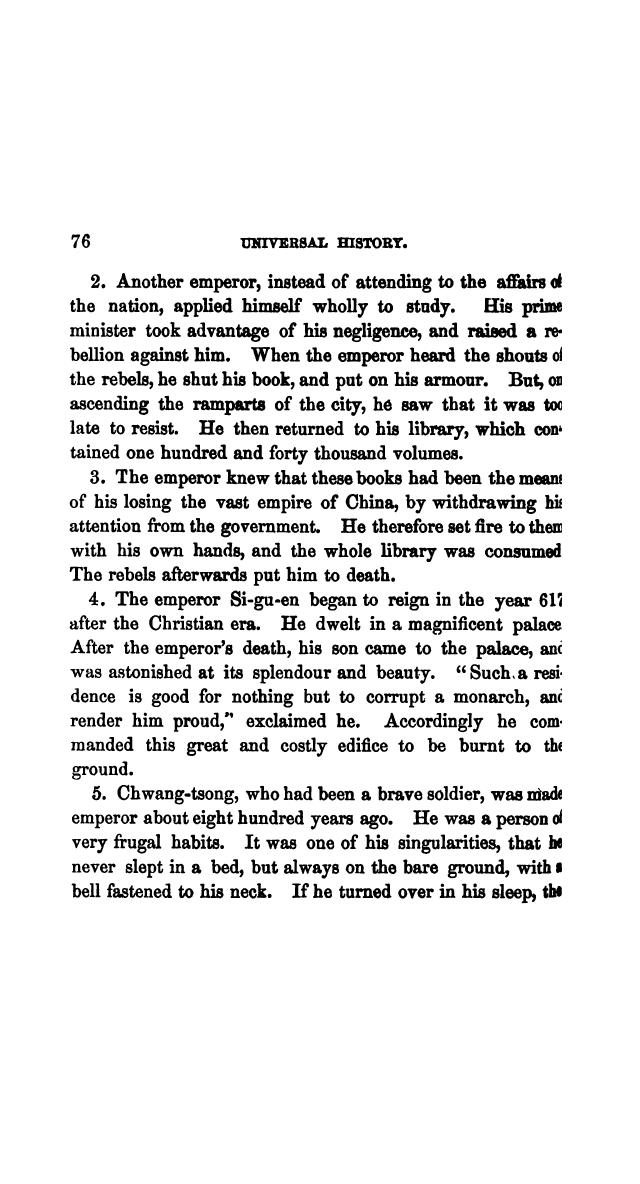 76 UNIVERSAL HISTORY.
2. Another emperor, instead of attending to the affairs of
the nation, applied himself wholly to study. His prime
minister took advantage of his negligence, and raised a re-
bellion against him. When the emperor heard the shouts of
the rebels, he shut his book, and put on his armour. But, on
ascending the ramparts of the city, he saw that it was too
late to resist. He then returned to his library, which con-
tained one hundred and forty thousand volumes.
3. The emperor knew that these books had been the means
of his losing the vast empire of China, by withdrawing his
attention from the government. He therefore set fire to them
with his own hands, and the whole library was consumed
The rebels afterwards put him to death.
4. The emperor Si-gu-en began to reign in the year 617
after the Christian era. He dwelt in a magnificent palace
After the emperor's death, his son came to the palace, and
was astonished at its splendour and beauty. "Such a resi-
dence is good for nothing but to corrupt a monarch, and
render him proud," exclaimed he. Accordingly he com-
manded this great and costly edifice to be burnt to the
ground.
5. Chwang-tsong, who had been a brave soldier, was made
emperor about eight hundred years ago. He was a person of
very frugal habits. It was one of his singularities, that he
never slept in a bed, but always on the bare ground, with a
bell fastened to his neck. If he turned over in his sleep, the